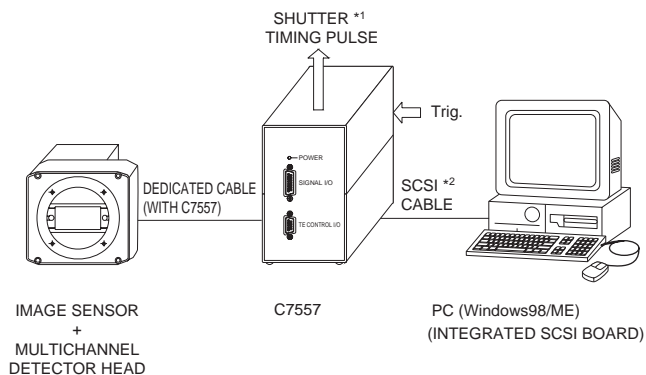 SHUTTER *1
TIMING PULSE
Trig.
POWER
SIGNAL I/O
TE CONTROL I/O
DEDICATED CABLE
(WITH C7557)
SCSI *2
CABLE
IMAGE SENSOR
+
MULTICHANNEL
DETECTOR HEAD
C7557
PC (Windows98/ME)
(INTEGRATED SCSI BOARD)